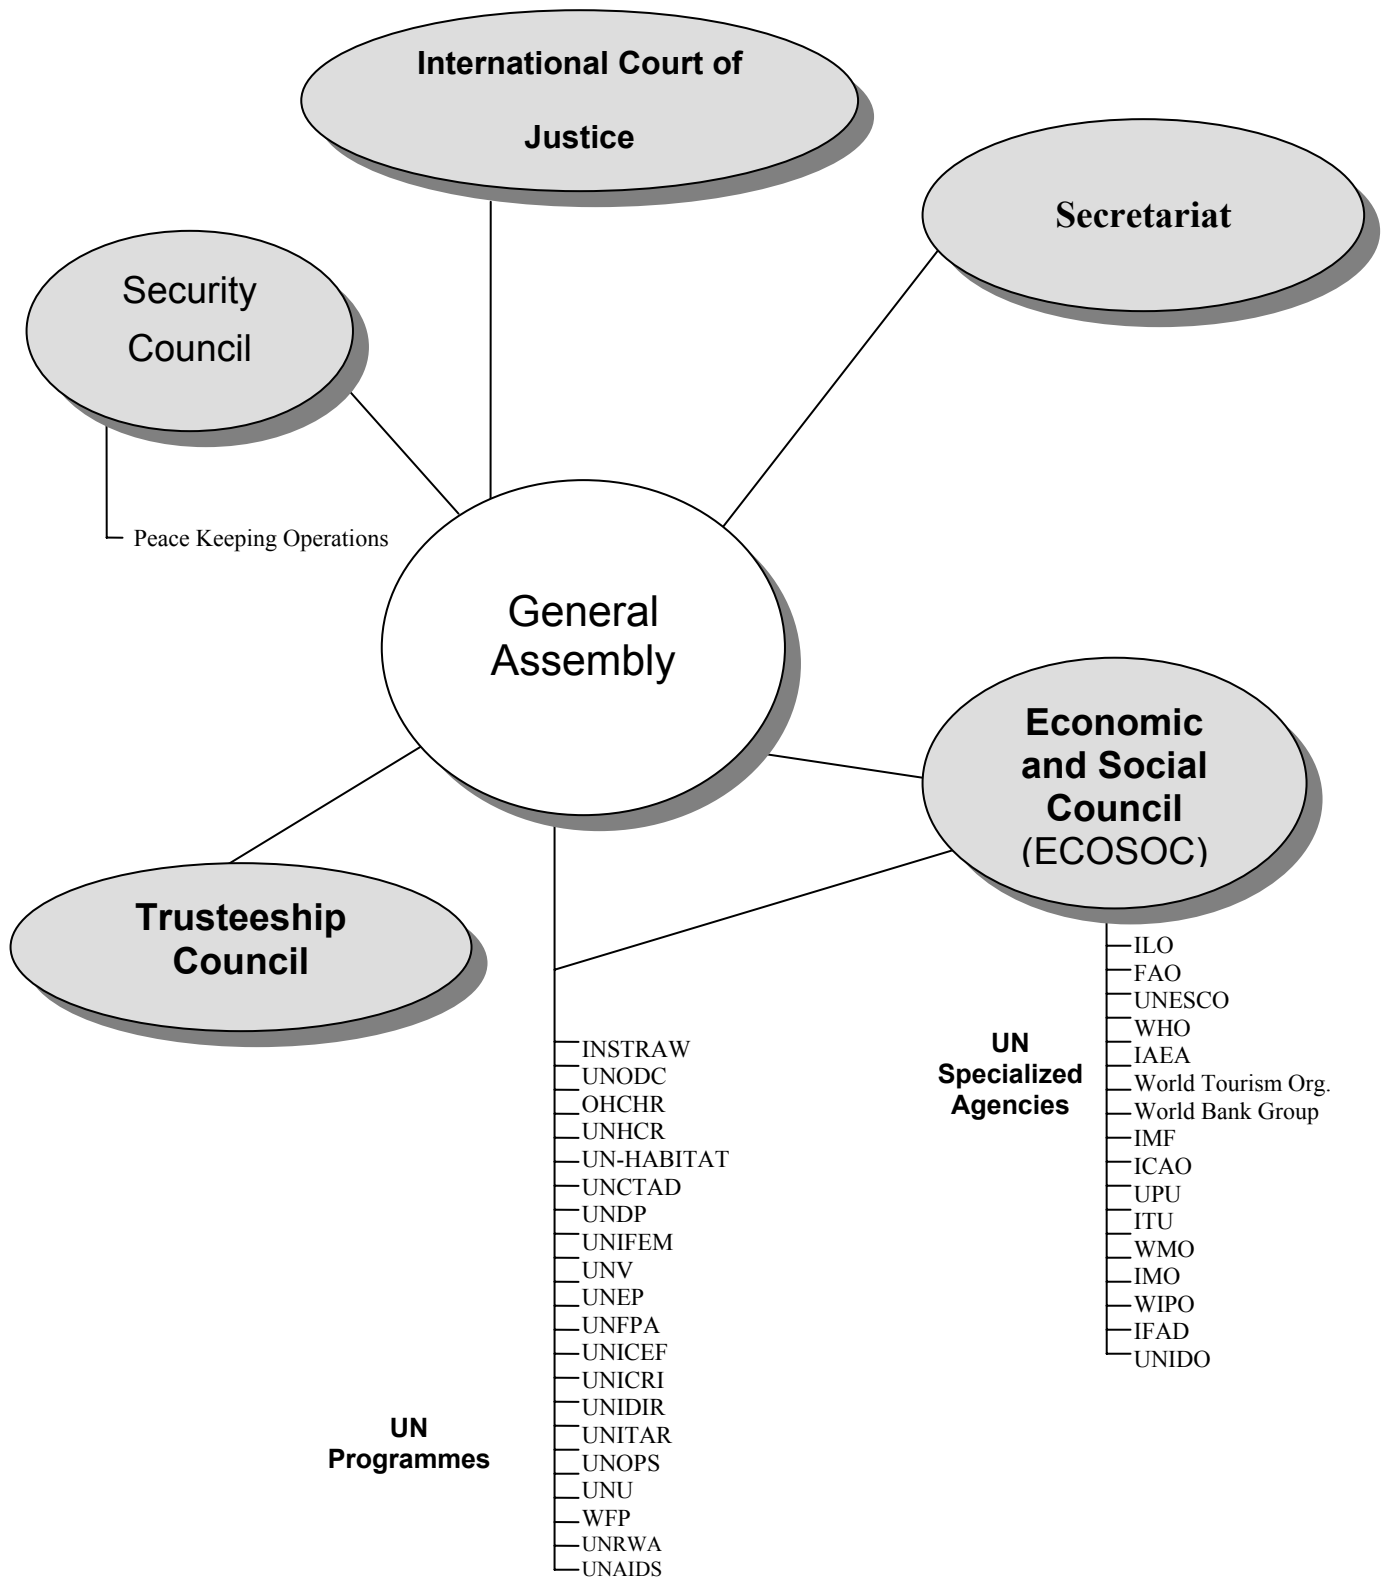 International Court of
Justice
Secretariat
Security
Council
Peace Keeping Operations
General
Assembly
Economic
and Social
Council
(ECOSOC)
Trusteeship
Council
ILO
FAO
UNESCO
WHO
IAEA
World Tourism Org.
World Bank Group
IMF
ICAO
UPU
ITU
WMO
IMO
WIPO
IFAD
UNIDO
UN
Specialized
Agencies
INSTRAW
UNODC
OHCHR
UNHCR
UN-HABITAT
UNCTAD
UNDP
UNIFEM
UNV
UNEP
UNFPA
UNICEF
UNICRI
UNIDIR
UNITAR
UNOPS
UNU
WFP
UNRWA
UNAIDS
UN
Programmes